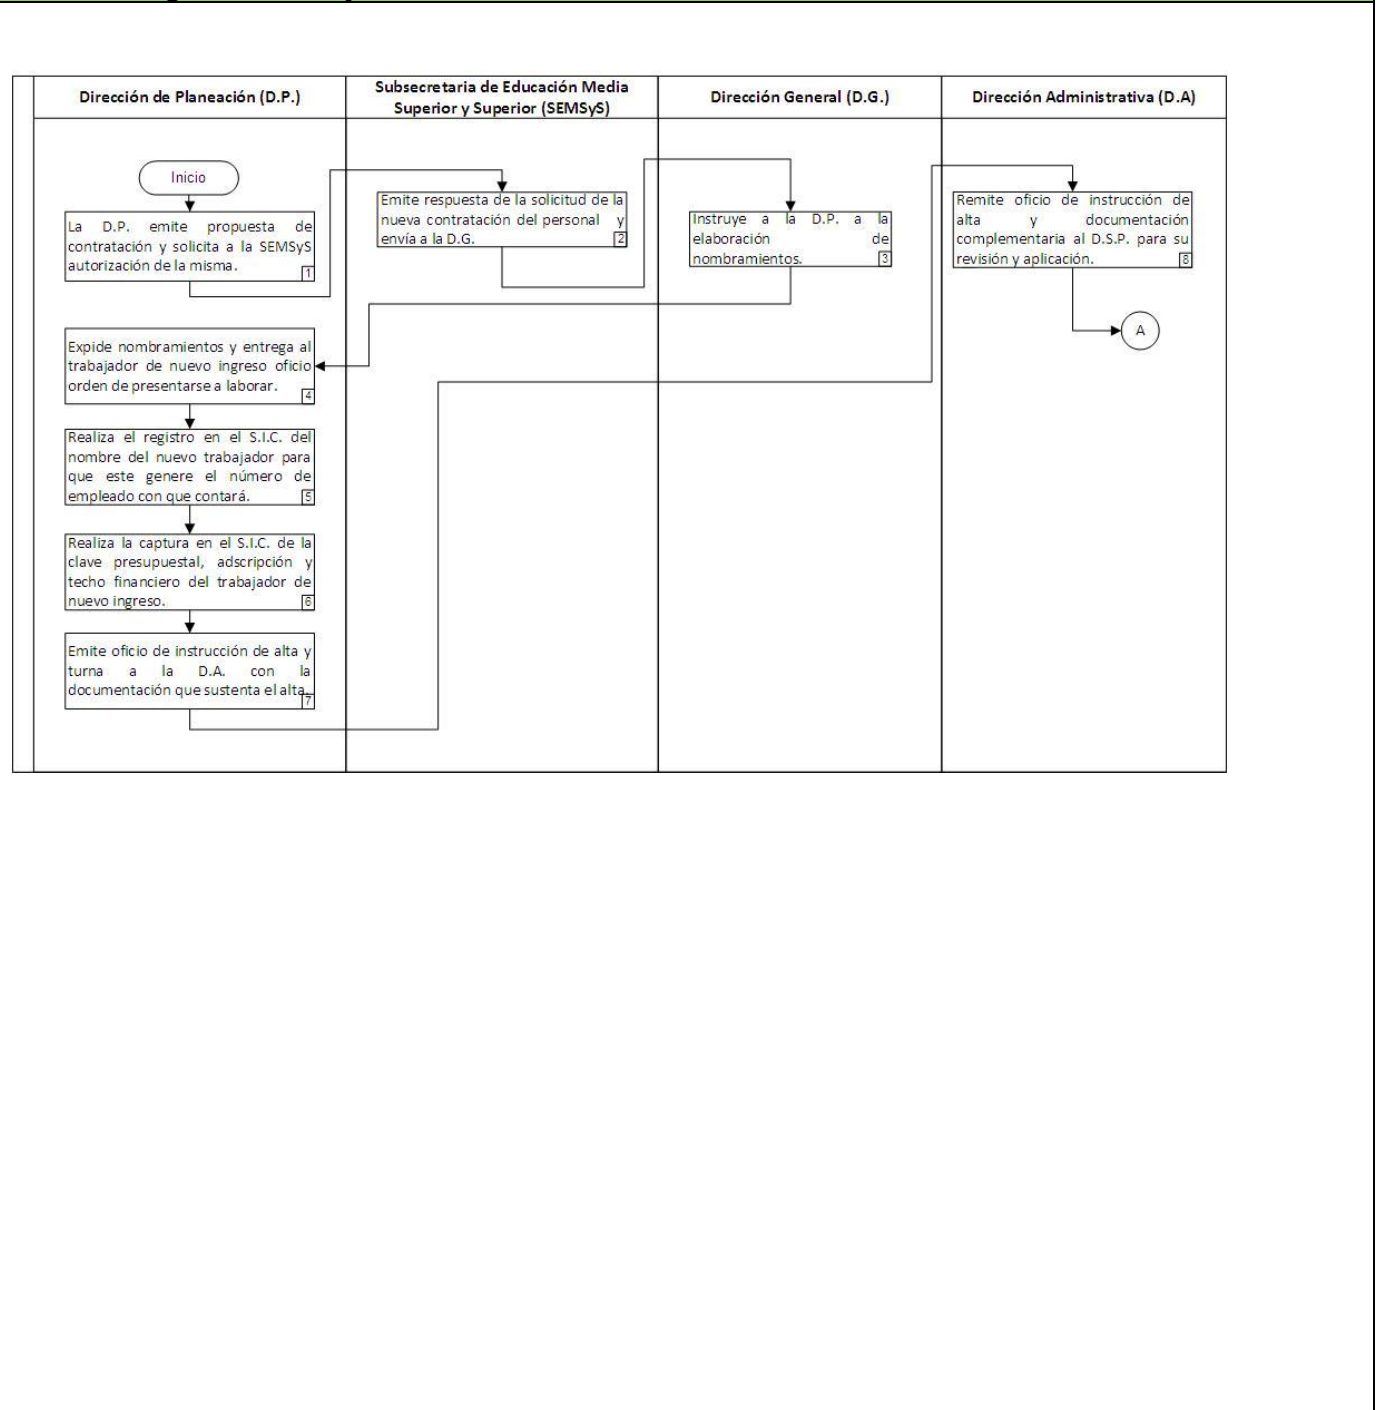 Dirección de Planeación (D.P.)
Subsecretaria de Educación Media
Superior y Superior (SEMSyS)
Dirección General (D.G.)
Dirección Administrativa (D.A)
Inicio
La D.P. emite propuesta de
contratación y solicita a la SEMSyS
autorización de la misma.
1
Emite respuesta de la solicitud de la
nueva contratación del personal y
envía a la D.G.
2
Instruye a la D.P. a la
elaboración de
nombramientos.
3
Expide nombramientos y entrega al
trabajador de nuevo ingreso oficio
orden de presentarse a laborar.
4
Realiza el registro en el S.I.C. del
nombre del nuevo trabajador para
que este genere el número de
empleado con que contará.
5
Realiza la captura en el S.I.C. de la
clave presupuestal, adscripción y
techo financiero del trabajador de
nuevo ingreso.
6
Emite oficio de instrucción de alta y
turna a la D.A. con la
documentación que sustenta el alta.
7
Remite oficio de instrucción de
alta y documentación
complementaria al D.S.P. para su
revisión y aplicación.
8
A